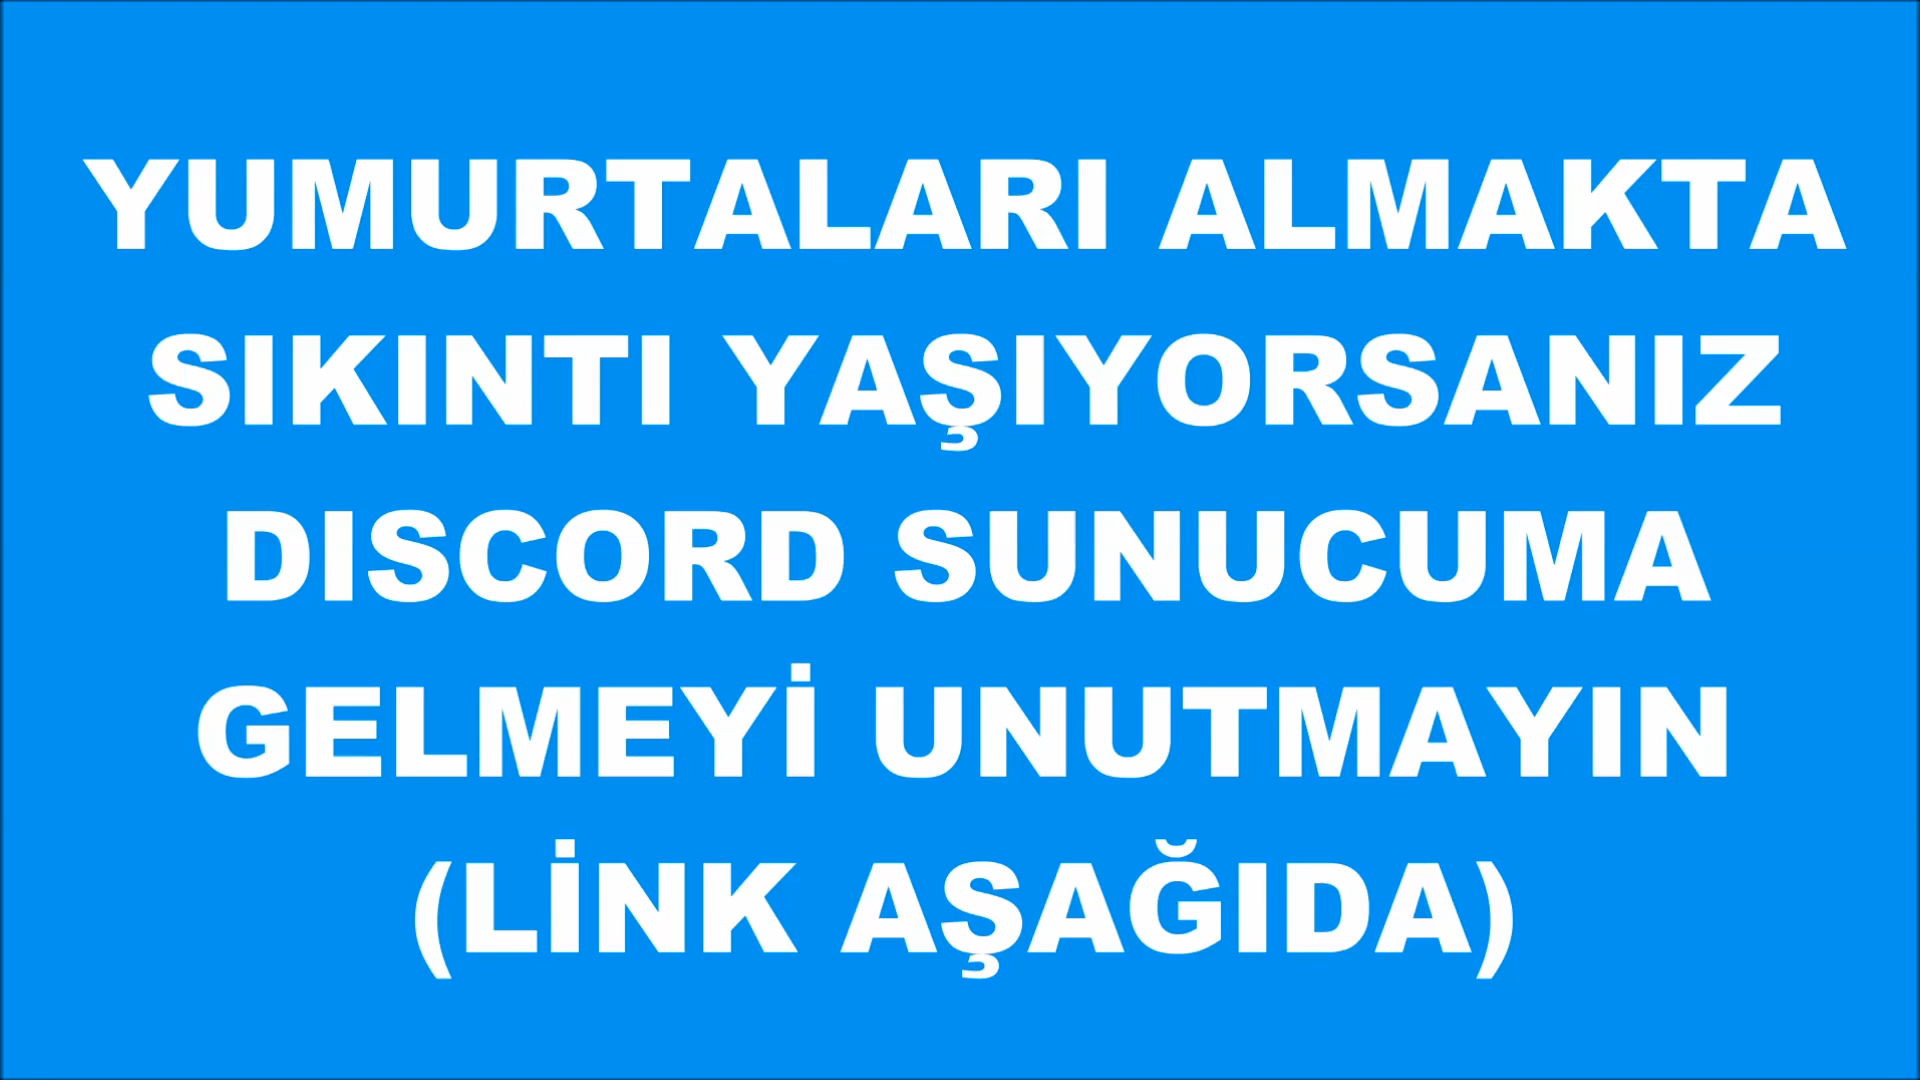 YUMURTALARI ALMAKTA
SIKINTI YAŞIYORSANIZ
DISCORD SUNUCUMA
GELMEYİ UNUTMAYIN
(LİNK AŞAĞIDA)